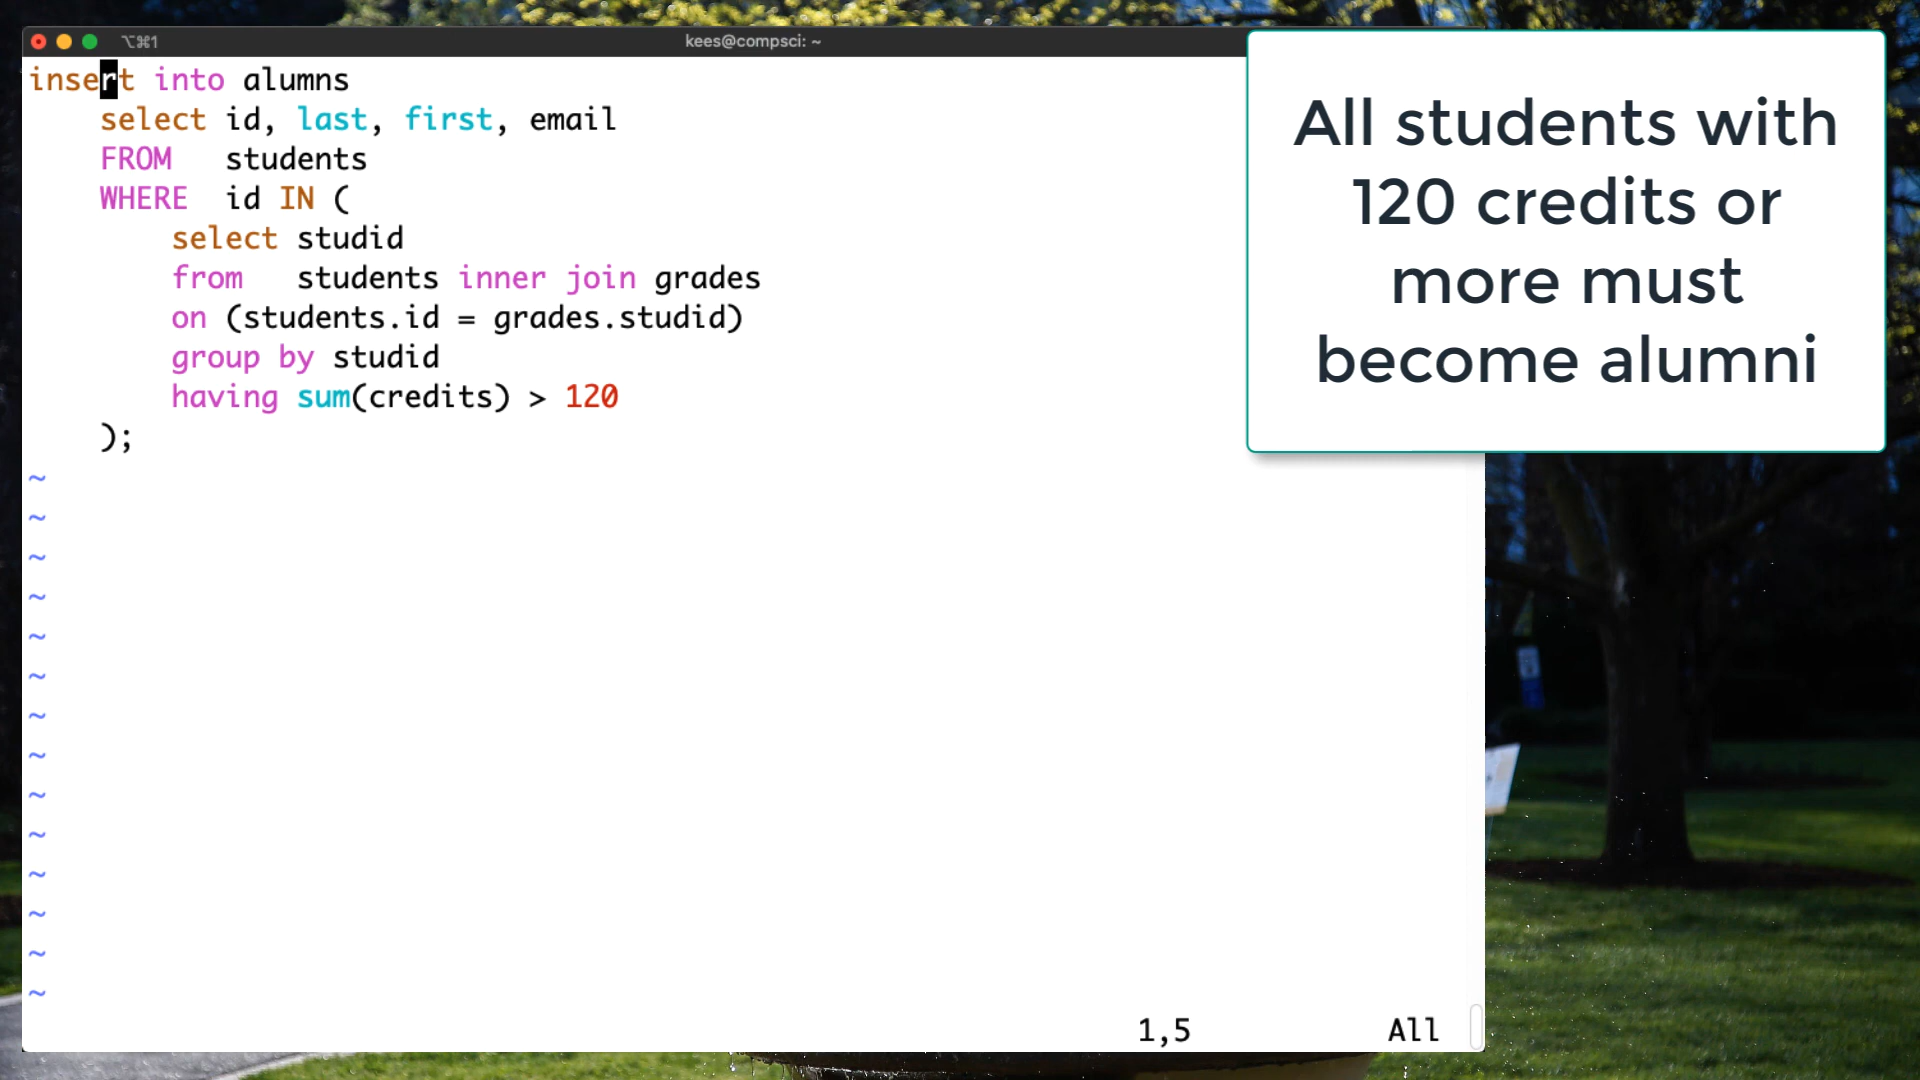 ⌥⌘1
kees@compsci: ~
insert into alumns
select id, last, first, email
FROM students
WHERE id IN (
select studid
from students inner join grades
on (students.id = grades.studid)
group by studid
having sum(credits) > 120
);
~
~
~
~
~
~
~
~
~
~
~
~
~
~
1,5 All
All students with
120 credits or
more must
become alumni